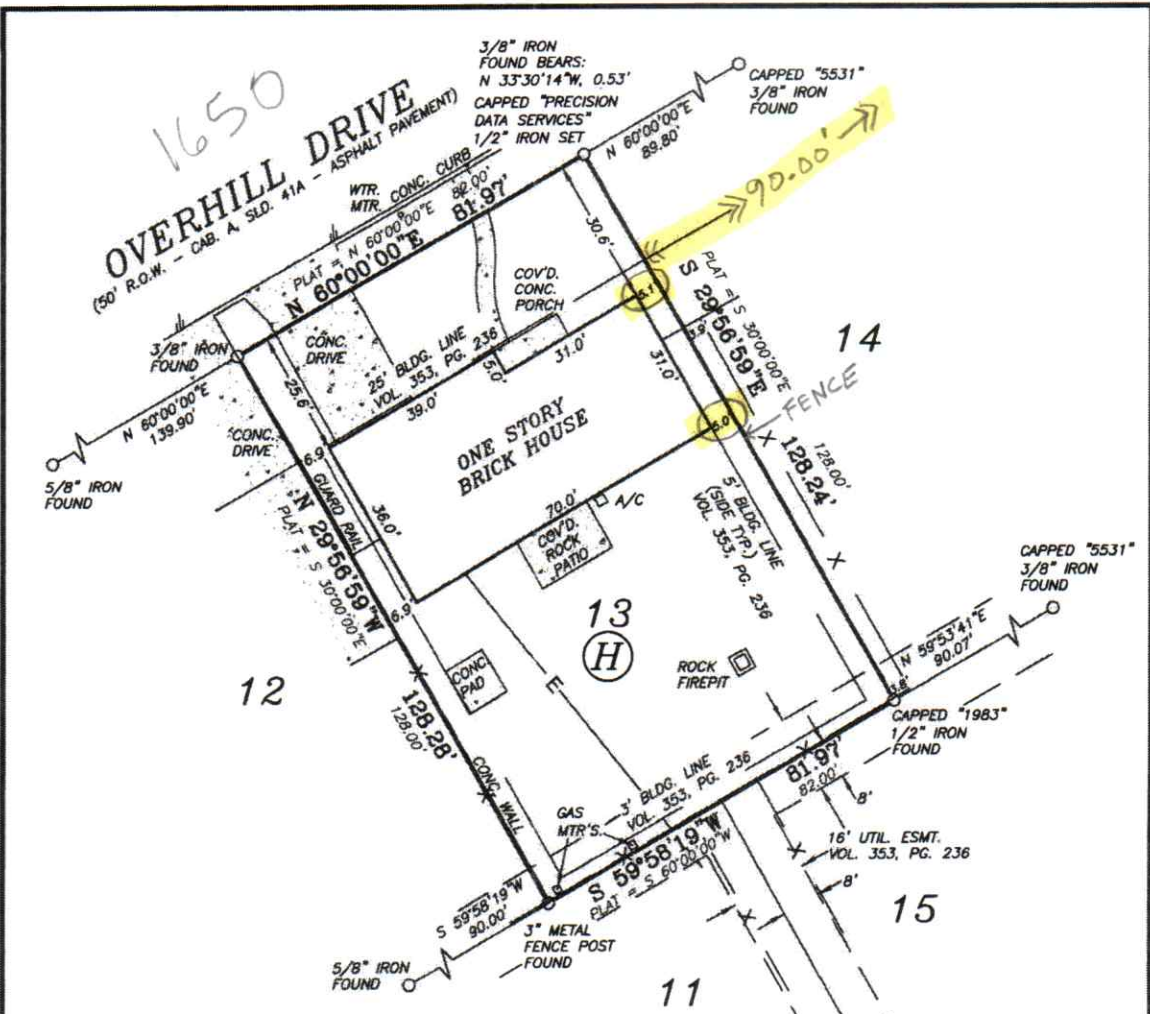 1650
OVERHILL DRIVE
(50' R.O.W. - CAB. A, SLD. 41A - ASPHALT PAVEMENT)
3/8" IRON
FOUND BEARS:
N 33°30'14"W, 0.53'
CAPPED "PRECISION
DATA SERVICES"
1/2" IRON SET
CAPPED "5531"
3/8" IRON
FOUND
N 60°00'00"E
89.80'
90.00'
WTR.
MTR.
CONC. CURB
PLAT = N 60°00'00"E 82.00'
N 60°00'00"E 81.97'
30.6'
5.1'
3.9'
31.0'
PLAT = S 30°00'00"E
S 29°56'59"E
128.00'
128.24'
14
FENCE
5.0'
3/8" IRON
FOUND
N 60°00'00"E
139.90'
5/8" IRON
FOUND
CONC.
DRIVE
CONC.
DRIVE
25.6'
COV'D.
CONC.
PORCH
25' BLDG. LINE
VOL. 353, PG. 236
39.0'
5.0'
31.0'
ONE STORY
BRICK HOUSE
6.9'
GUARD RAIL
36.0'
6.9'
70.0'
A/C
COV'D.
ROCK
PATIO
5' BLDG. LINE
(SIDE TYP.)
VOL. 353, PG. 236
N 29°56'59"W
PLAT = S 30°00'00"E
128.28'
128.00'
12
13
H
CONC.
PAD
E
ROCK
FIREPIT
CAPPED "5531"
3/8" IRON
FOUND
N 59°53'41"E
90.07'
3.8'
CAPPED "1983"
1/2" IRON
FOUND
CONC. WALL
GAS
MTR'S.
3' BLDG. LINE
VOL. 353, PG. 236
81.97'
82.00'
S 59°58'19"W
PLAT = S 60°00'00"W
8'
16' UTIL. ESMT.
VOL. 353, PG. 236
8'
15
S 59°58'19"W
90.00'
3" METAL
FENCE POST
FOUND
5/8" IRON
FOUND
11